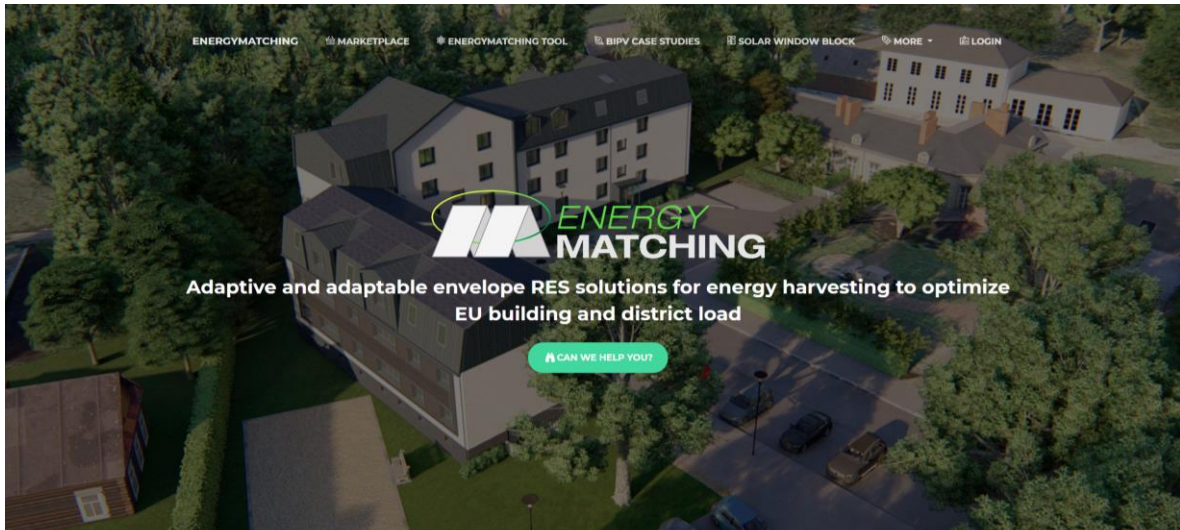 ENERGYMATCHING MARKETPLACE ENERGYMATCHING TOOL BIPV CASE STUDIES SOLAR WINDOW BLOCK MORE LOGIN
ENERGY
MATCHING
Adaptive and adaptable envelope RES solutions for energy harvesting to optimize
EU building and district load
CAN WE HELP YOU?